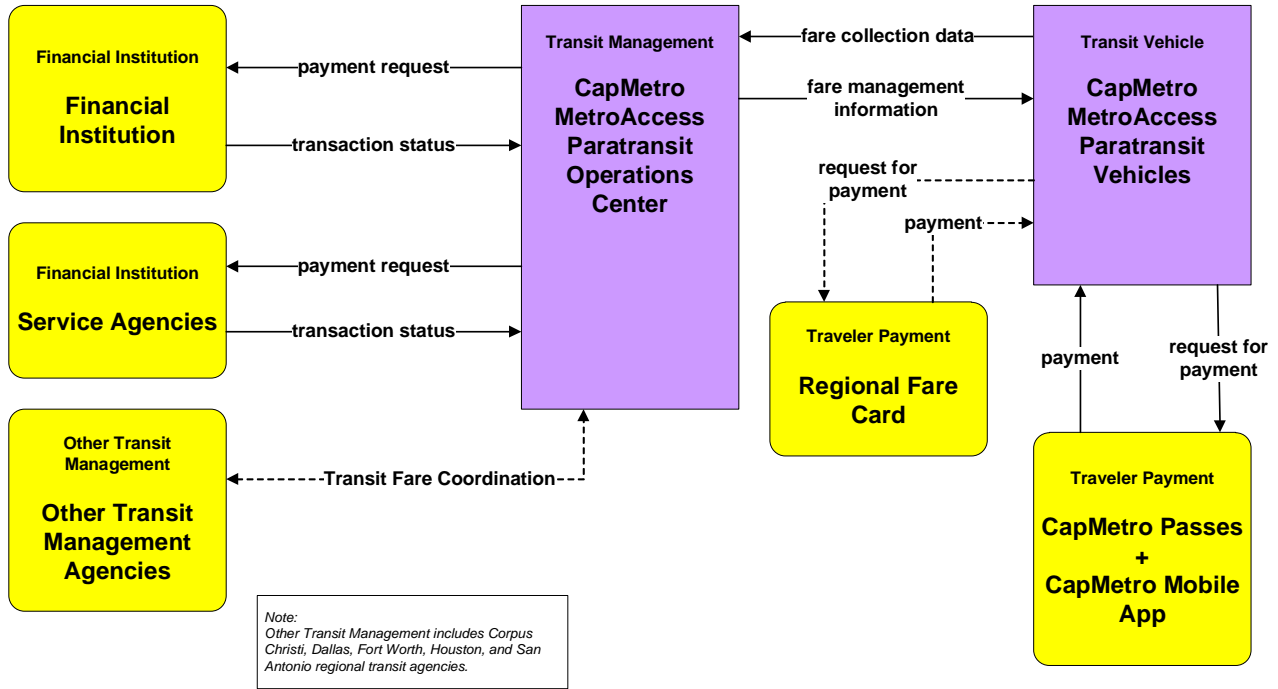 Financial Institution
Financial
Institution
payment request
transaction status
Transit Management
CapMetro
MetroAccess
Paratransit
Operations
Center
fare collection data
fare management
information
Transit Vehicle
CapMetro
MetroAccess
Paratransit
Vehicles
request for
payment
payment
Financial Institution
Service Agencies
payment request
transaction status
Traveler Payment
Regional Fare
Card
payment
request for
payment
Other Transit
Management
Other Transit
Management
Agencies
Transit Fare Coordination
Traveler Payment
CapMetro Passes
+
CapMetro Mobile
App
Note:
Other Transit Management includes Corpus
Christi, Dallas, Fort Worth, Houston, and San
Antonio regional transit agencies.